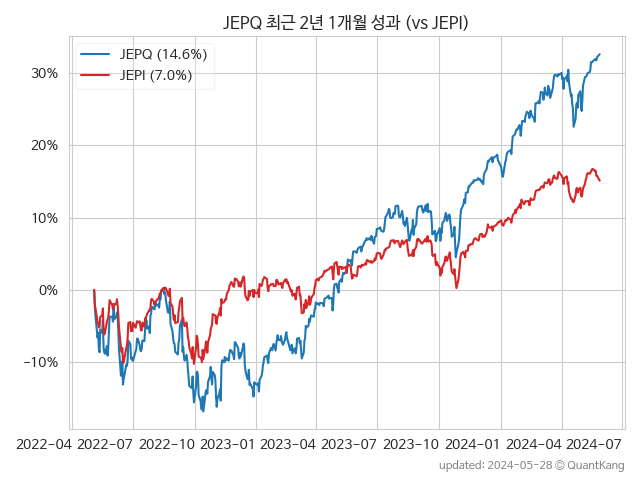 JEPQ 최근 2년 1개월 성과 (vs JEPI)
JEPQ (14.6%)
JEPI (7.0%)
30%
20%
10%
0%
−10%
2022−04 2022−07 2022−10 2023−01 2023−04 2023−07 2023−10 2024−01 2024−04 2024−07
updated: 2024-05-28 © QuantKang